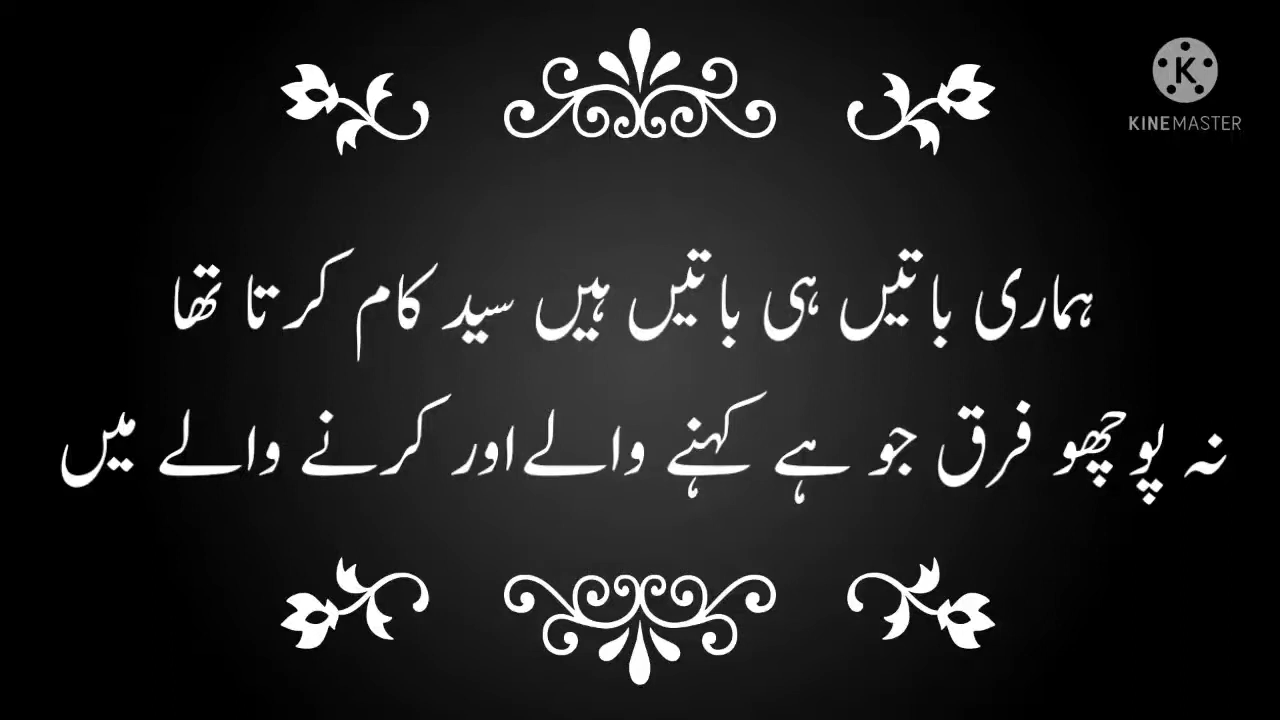 KINEMASTER
ہماری باتیں ہی باتیں ہیں سید کام کرتا تھا
نہ پوچھو فرق جو ہے کہنے والے اور کرنے والے میں